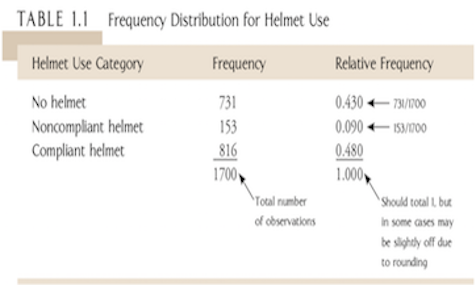 TABLE 1.1 Frequency Distribution for Helmet Use
Helmet Use Category Frequency Relative Frequency
No helmet 731 0.430 731/1700
Noncompliant helmet 153 0.090 153/1700
Compliant helmet 816 0.480
1700 1.000
Total number
of observations
Should total 1, but
in some cases may
be slightly off due
to rounding